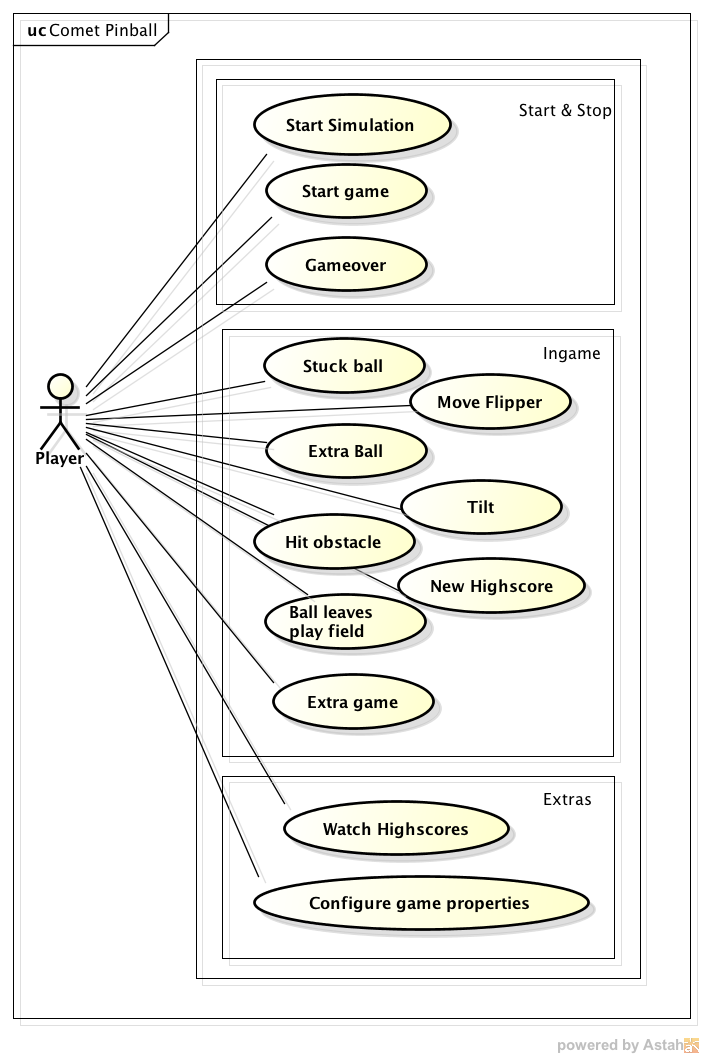 uc Comet Pinball
Start & Stop
Start Simulation
Start game
Gameover
Ingame
Stuck ball
Move Flipper
Extra Ball
Player
Tilt
Hit obstacle
New Highscore
Ball leaves
play field
Extra game
Extras
Watch Highscores
Configure game properties
powered by Astah